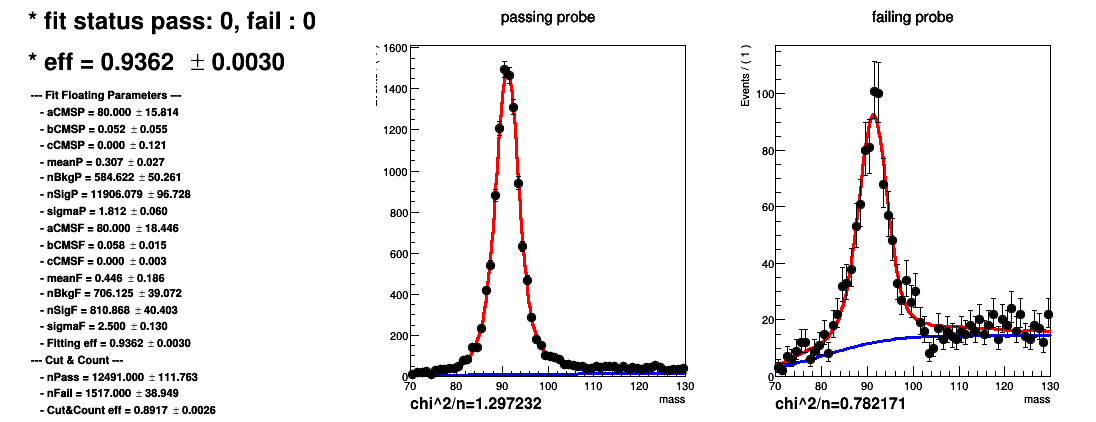 * fit status pass: 0, fail : 0
* eff = 0.9362 ± 0.0030
--- Fit Floating Parameters ---
- aCMSP = 80.000 ± 15.814
- bCMSP = 0.052 ± 0.055
- cCMSP = 0.000 ± 0.121
- meanP = 0.307 ± 0.027
- nBkgP = 584.622 ± 50.261
- nSigP = 11906.079 ± 96.728
- sigmaP = 1.812 ± 0.060
- aCMSF = 80.000 ± 18.446
- bCMSF = 0.058 ± 0.015
- cCMSF = 0.000 ± 0.003
- meanF = 0.446 ± 0.186
- nBkgF = 706.125 ± 39.072
- nSigF = 810.868 ± 40.403
- sigmaF = 2.500 ± 0.130
- Fitting eff = 0.9362 ± 0.0030
--- Cut & Count ---
- nPass = 12491.000 ± 111.763
- nFail = 1517.000 ± 38.949
- Cut&Count eff = 0.8917 ± 0.0026
passing probe
1600
1400
1200
1000
800
600
400
200
0
70 80 90 100 110 120 130
mass
chi^2/n=1.297232
failing probe
Events / ( 1 )
100
80
60
40
20
0
70 80 90 100 110 120 130
mass
chi^2/n=0.782171